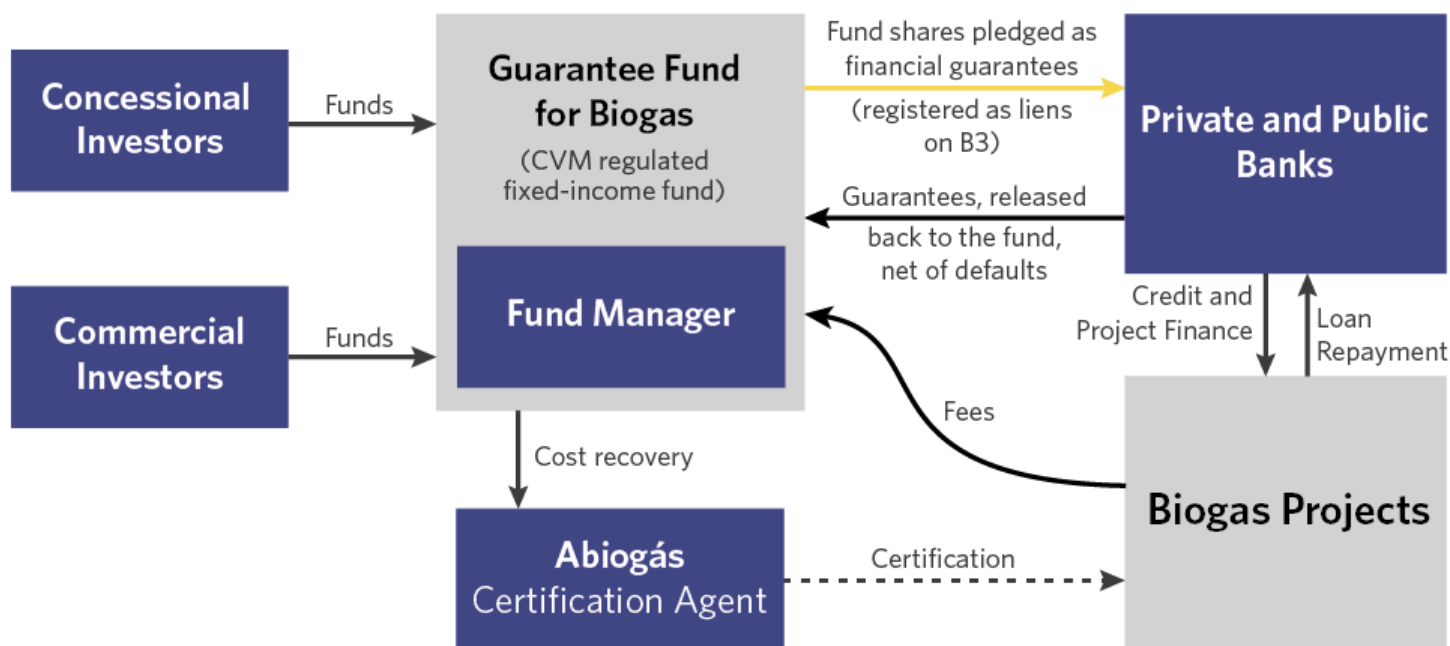 Concessional
Investors
Funds
Guarantee Fund
for Biogas
(CVM regulated
fixed-income fund)
Fund shares pledged as
financial guarantees
(registered as liens
on B3)
Private and Public
Banks
Guarantees, released
back to the fund,
net of defaults
Commercial
Investors
Funds
Fund Manager
Credit and
Project Finance
Loan
Repayment
Fees
Cost recovery
Abiogás
Certification Agent
Certification
Biogas Projects